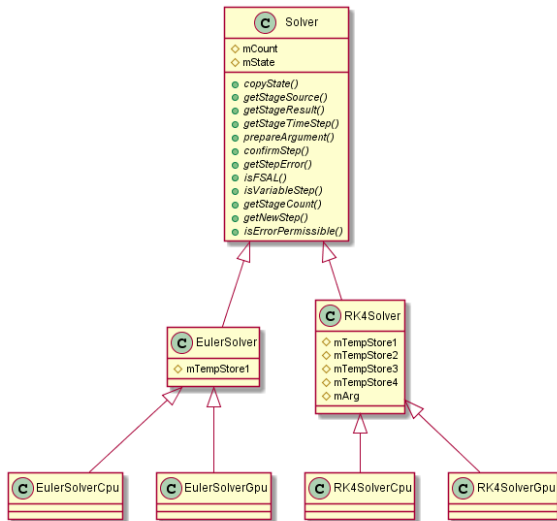 C Solver
mCount
mState
copyState()
getStageSource()
getStageResult()
getStageTimeStep()
prepareArgument()
confirmStep()
getStepError()
isFSAL()
isVariableStep()
getStageCount()
getNewStep()
isErrorPermissible()
C EulerSolver
mTempStore1
C RK4Solver
mTempStore1
mTempStore2
mTempStore3
mTempStore4
mArg
C EulerSolverCpu
C EulerSolverGpu
C RK4SolverCpu
C RK4SolverGpu